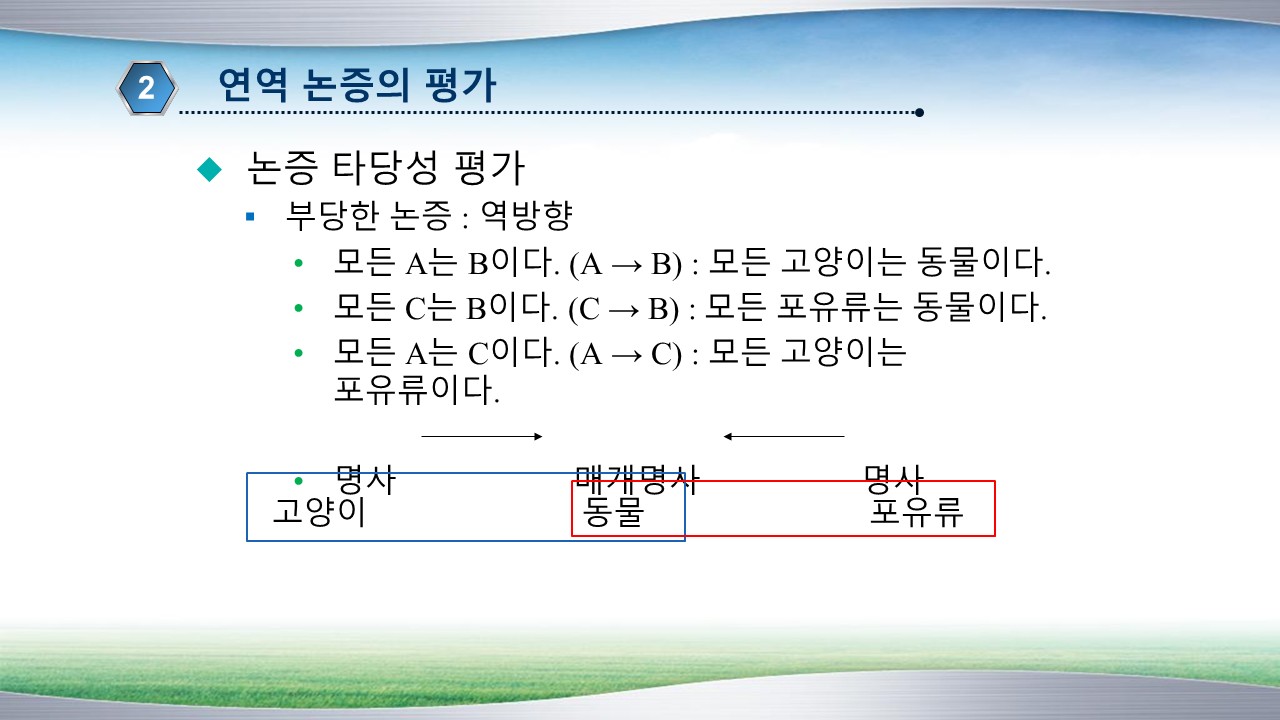 2 연역 논증의 평가
◆ 논증 타당성 평가
▪ 부당한 논증 : 역방향
• 모든 A는 B이다. (A → B) : 모든 고양이는 동물이다.
• 모든 C는 B이다. (C → B) : 모든 포유류는 동물이다.
• 모든 A는 C이다. (A → C) : 모든 고양이는
포유류이다.
• 명사 매개명사 명사
고양이 동물 포유류